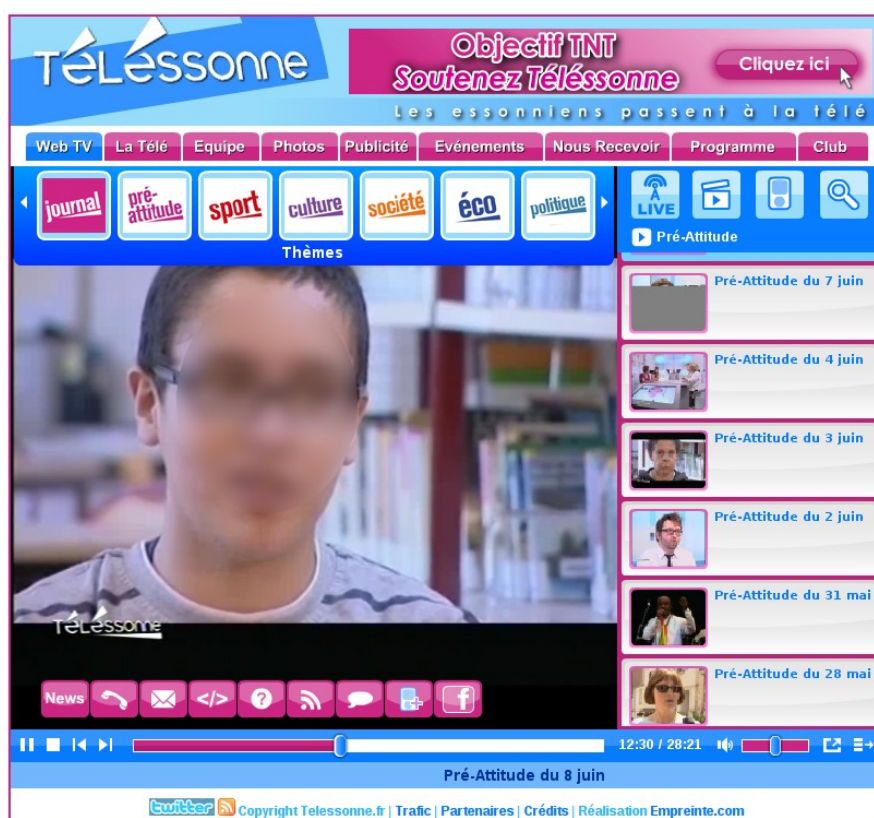 TéLéssonne
Objectif TNT
Soutenez Téléssonne
Cliquez ici
Les essonniens passent à la télé
Web TV La Télé Equipe Photos Publicité Evénements Nous Recevoir Programme Club
journal
pré-attitude
sport
culture
société
éco
politique
Thèmes
LIVE
Pré-Attitude
Pré-Attitude du 7 juin
Pré-Attitude du 4 juin
Pré-Attitude du 3 juin
Pré-Attitude du 2 juin
Pré-Attitude du 31 mai
Pré-Attitude du 28 mai
TéLéssonne
News </> ? f
12:30 / 28:21
Pré-Attitude du 8 juin
twitter Copyright Telessonne.fr | Trafic | Partenaires | Crédits | Réalisation Empreinte.com